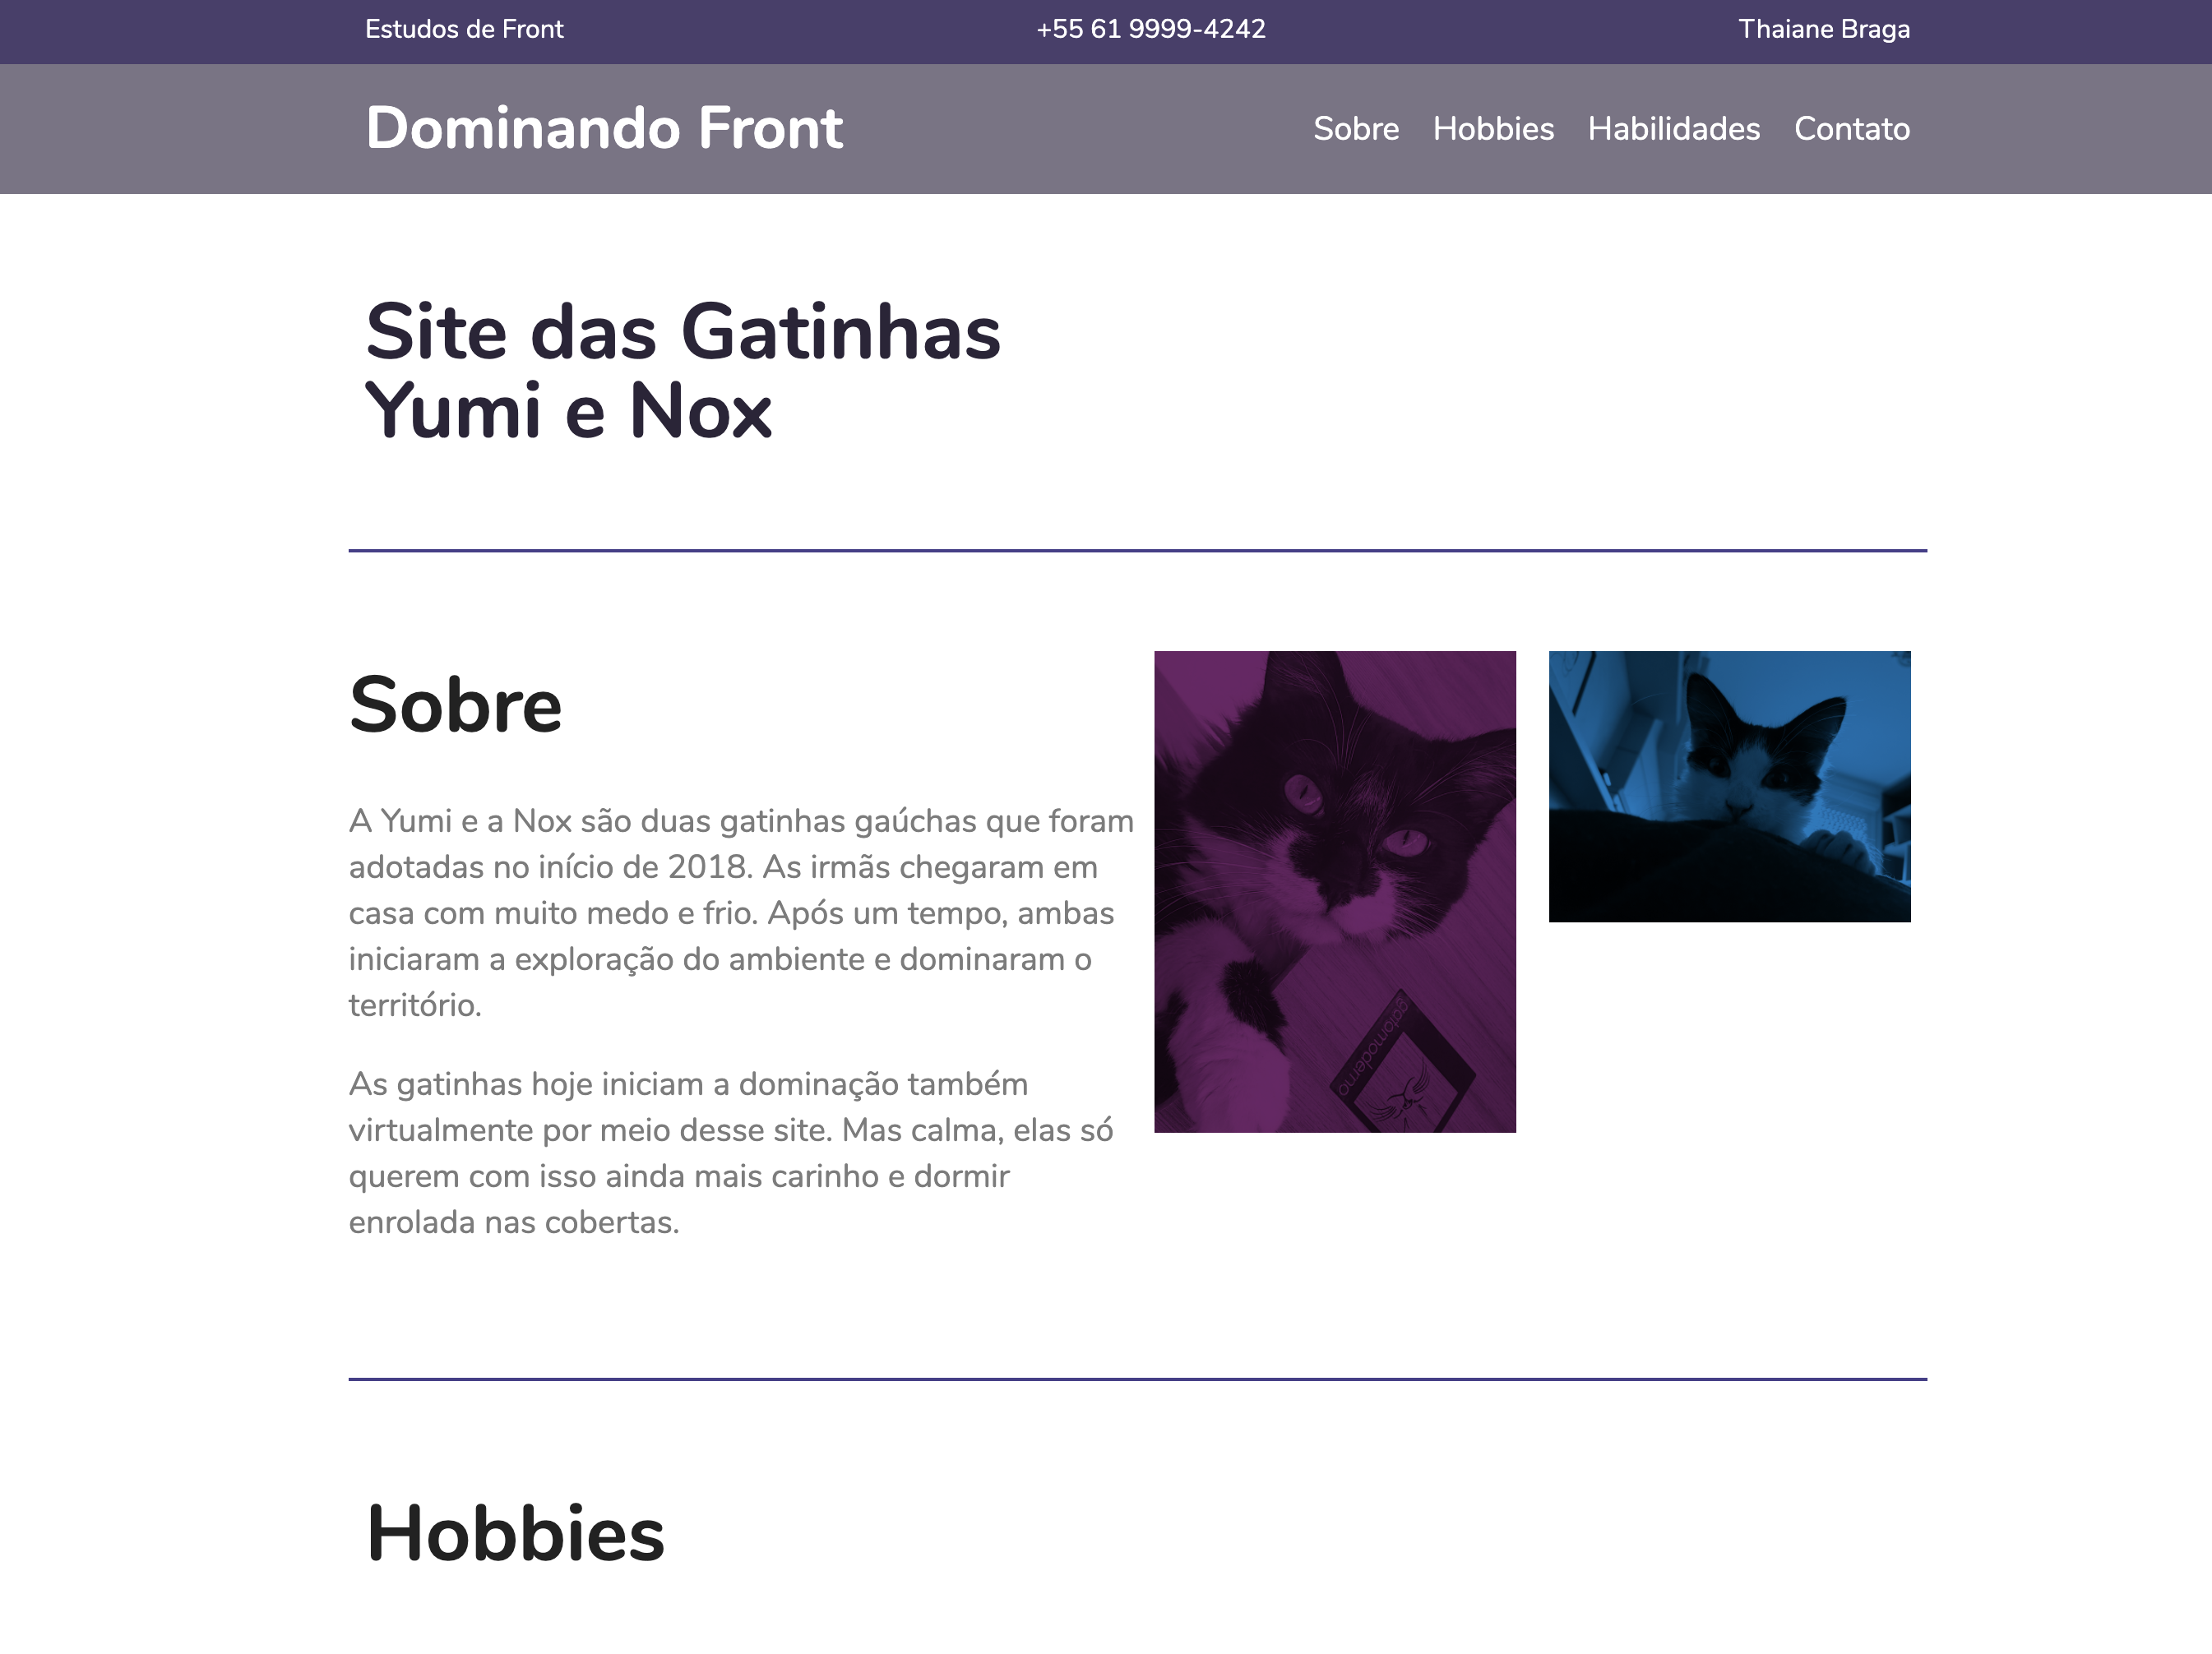 Estudos de Front
+55 61 9999-4242
Thaiane Braga
Dominando Front
Sobre
Hobbies
Habilidades
Contato
Site das Gatinhas
Yumi e Nox
Sobre
A Yumi e a Nox são duas gatinhas gaúchas que foram
adotadas no início de 2018. As irmãs chegaram em
casa com muito medo e frio. Após um tempo, ambas
iniciaram a exploração do ambiente e dominaram o
território.
As gatinhas hoje iniciam a dominação também
virtualmente por meio desse site. Mas calma, elas só
querem com isso ainda mais carinho e dormir
enrolada nas cobertas.
gatomoderno
Hobbies